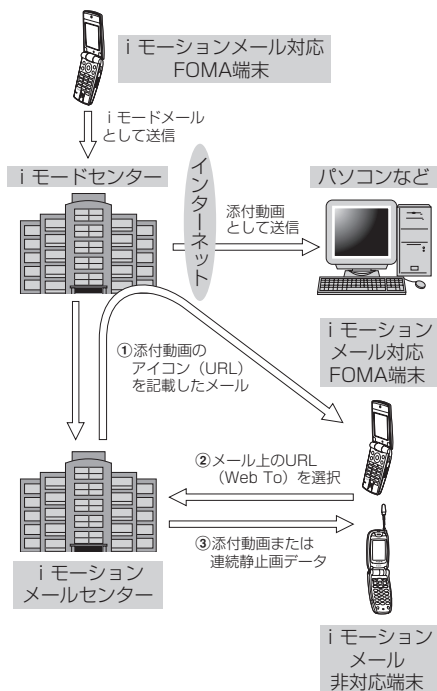 ｉモーションメール対応
FOMA端末
ｉモードメール
として送信
ｉモードセンター
インターネット
パソコンなど
添付動画
として送信
①添付動画の
アイコン（URL）
を記載したメール
ｉモーション
メール対応
FOMA端末
②メール上のURL
（Web To）を選択
③添付動画または
連続静止画データ
ｉモーション
メールセンター
ｉモーション
メール
非対応端末